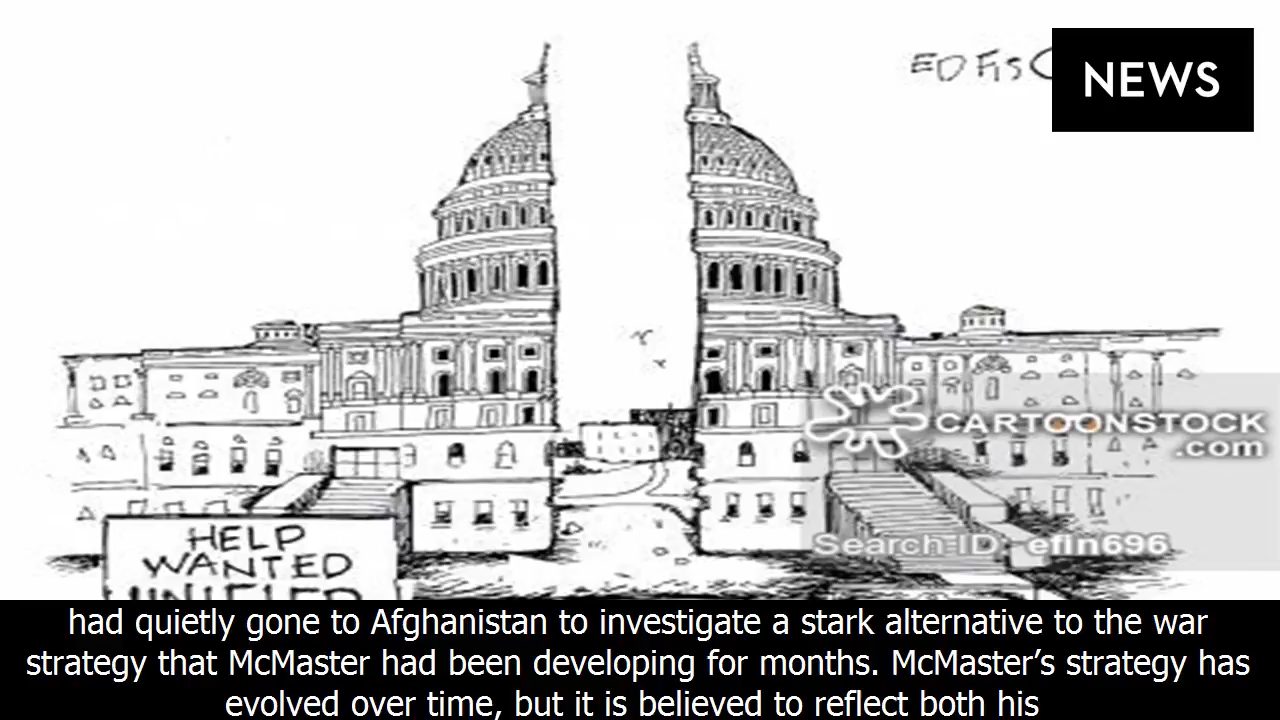 NEWS
CARTOONSTOCK
.com
Search ID: efin696
HELP
WANTED
had quietly gone to Afghanistan to investigate a stark alternative to the war
strategy that McMaster had been developing for months. McMaster’s strategy has
evolved over time, but it is believed to reflect both his